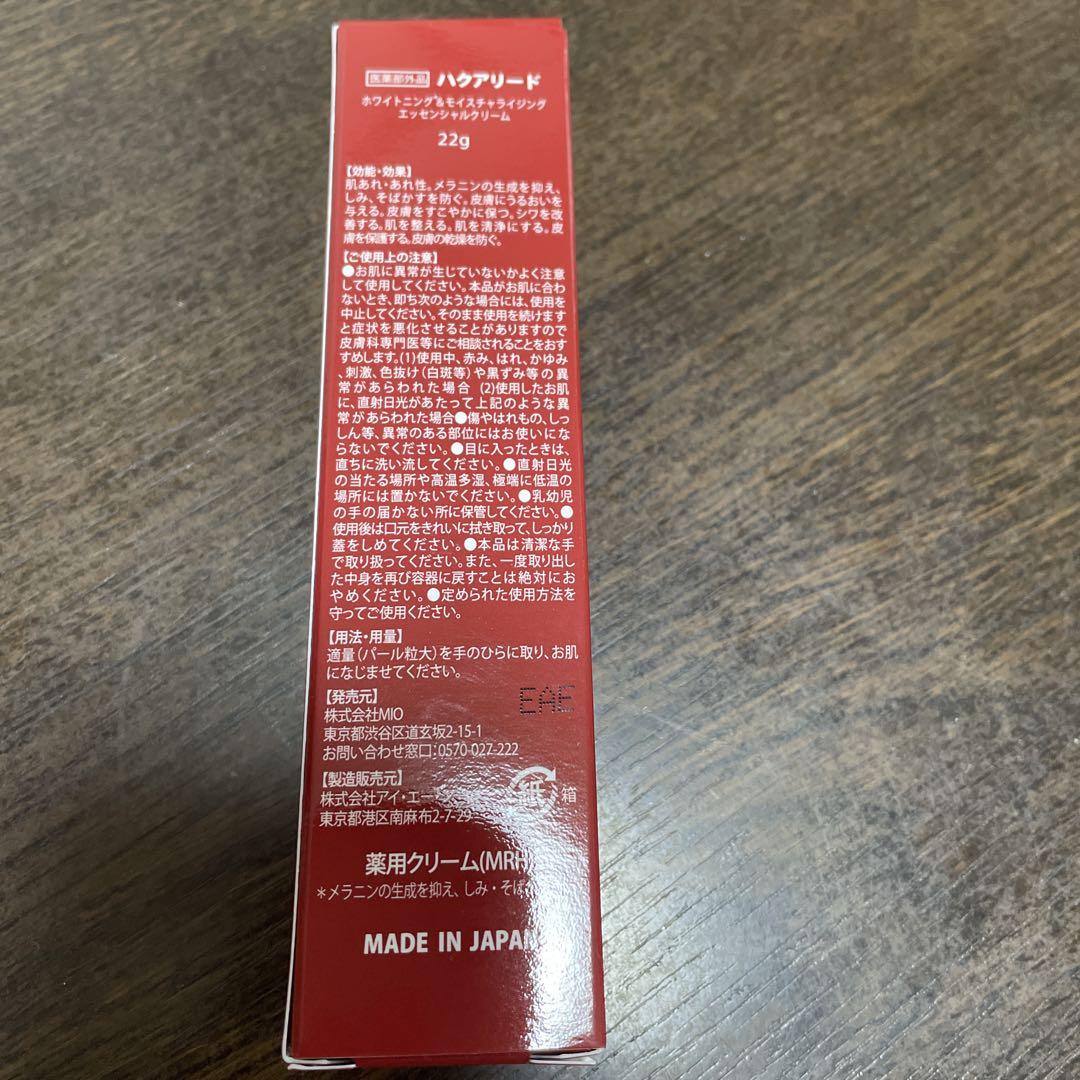 医薬部外品 ハクアリード
ホワイトニング*&モイスチャライジング
エッセンシャルクリーム
22g
【効能・効果】
肌あれ・あれ性。メラニンの生成を抑え、
しみ、そばかすを防ぐ。皮膚にうるおいを
与える。皮膚をすこやかに保つ。シワを改
善する。肌を整える。肌を清浄にする。皮
膚を保護する。皮膚の乾燥を防ぐ。
【ご使用上の注意】
●お肌に異常が生じていないかよく注意
して使用してください。本品がお肌に合わ
ないとき、即ち次のような場合には、使用を
中止してください。そのまま使用を続けます
と症状を悪化させることがありますので
皮膚科専門医等にご相談されることをおす
すめします。(1)使用中、赤み、はれ、かゆみ、
刺激、色抜け(白斑等)や黒ずみ等の異
常があらわれた場合 (2)使用したお肌
に、直射日光があたって上記のような異
常があらわれた場合●傷やはれもの、しっ
しん等、異常のある部位にはお使いにな
らないでください。●目に入ったときは、
直ちに洗い流してください。●直射日光
の当たる場所や高温多湿、極端に低温の
場所には置かないでください。●乳幼児
の手の届かない所に保管してください。●
使用後は口元をきれいに拭き取って、しっかり
蓋をしめてください。●本品は清潔な手
で取り扱ってください。また、一度取り出し
た中身を再び容器に戻すことは絶対にお
やめください。●定められた使用方法を
守ってご使用ください。
【用法・用量】
適量(パール粒大)を手のひらに取り、お肌
になじませてください。
【発売元】
EAE
株式会社MIO
東京都渋谷区道玄坂2-15-1
お問い合わせ窓口:0570-027-222
【製造販売元】
株式会社アイ・エー
紙 箱
東京都港区南麻布2-7-29
薬用クリーム(MRH
*メラニンの生成を抑え、しみ・そば
MADE IN JAPAN